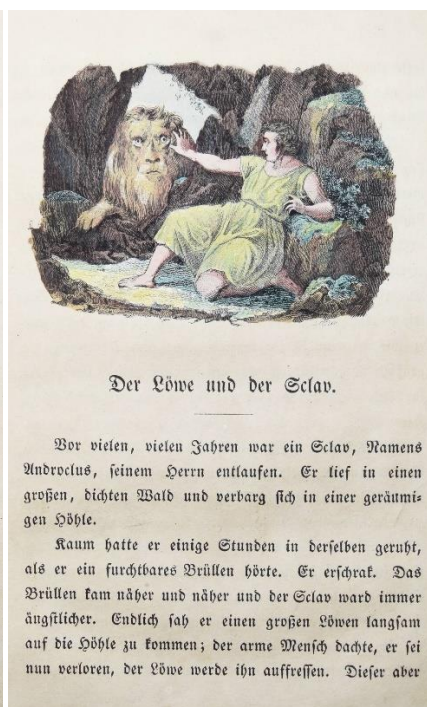 Der Löwe und der Sclav.
Vor vielen, vielen Jahren war ein Sclav, Namens
Androclus, seinem Herrn entlaufen. Er lief in einen
großen, dichten Wald und verbarg sich in einer geräumi-
gen Höhle.
Kaum hatte er einige Stunden in derselben geruht,
als er ein furchtbares Brüllen hörte. Er erschrak. Das
Brüllen kam näher und näher und der Sclav ward immer
ängstlicher. Endlich sah er einen großen Löwen langsam
auf die Höhle zu kommen; der arme Mensch dachte, er sei
nun verloren, der Löwe werde ihn auffressen. Dieser aber